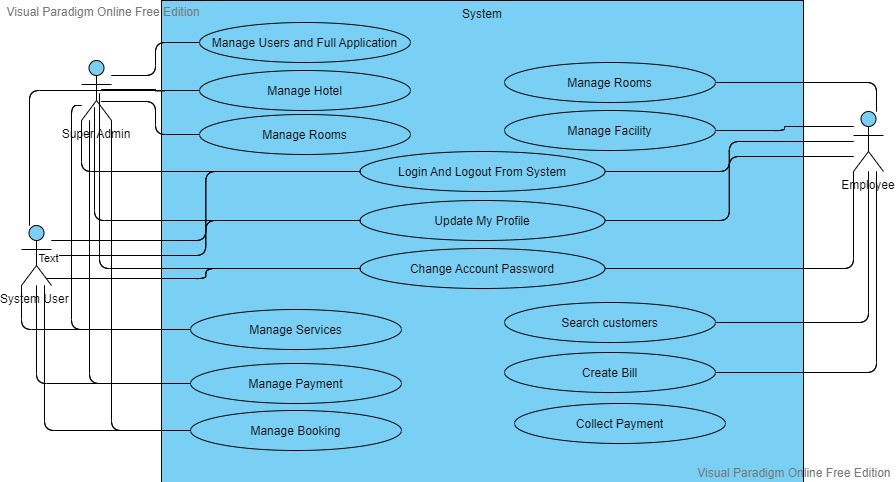 Visual Paradigm Online Free Edition
System
Manage Users and Full Application
Manage Hotel
Manage Rooms
Super Admin
Manage Rooms
Manage Facility
Login And Logout From System
Employee
Update My Profile
Text
Change Account Password
System User
Manage Services
Search customers
Manage Payment
Create Bill
Manage Booking
Collect Payment
Visual Paradigm Online Free Edition